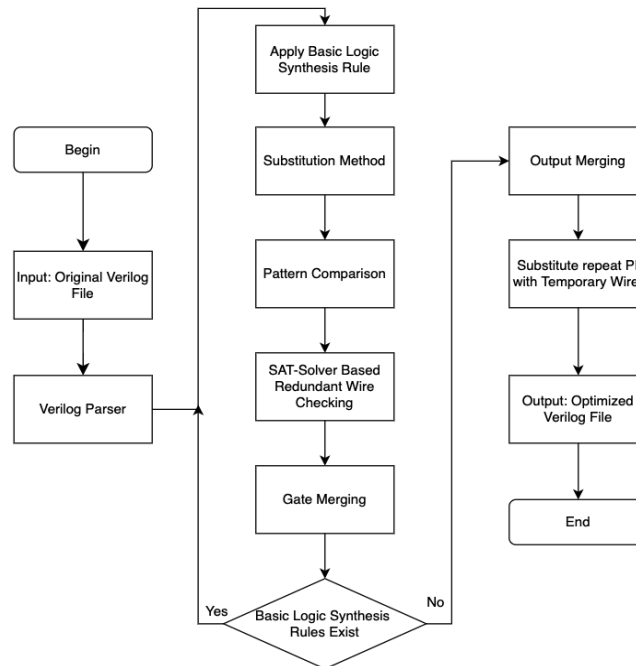 Begin
Input: Original Verilog
File
Verilog Parser
Apply Basic Logic
Synthesis Rule
Substitution Method
Pattern Comparison
SAT-Solver Based
Redundant Wire
Checking
Gate Merging
Yes
Basic Logic Synthesis
Rules Exist
No
Output Merging
Substitute repeat
with Temporary
Output: Optimized
Verilog File
End